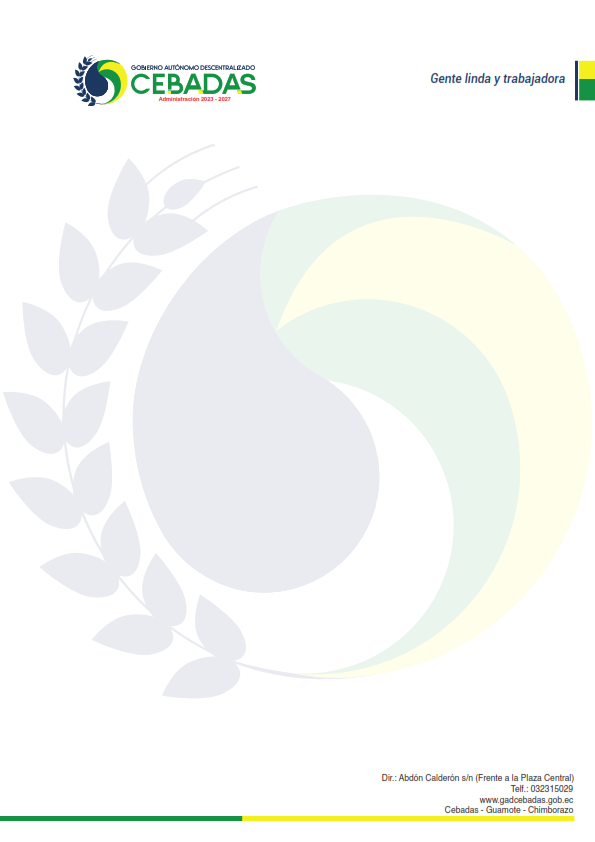 GOBIERNO AUTÓNOMO DESCENTRALIZADO
CEBADAS
Administración 2023 - 2027
Gente linda y trabajadora
Dir.: Abdón Calderón s/n (Frente a la Plaza Central)
Telf.: 032315029
www.gadcebadas.gob.ec
Cebadas - Guamote - Chimborazo